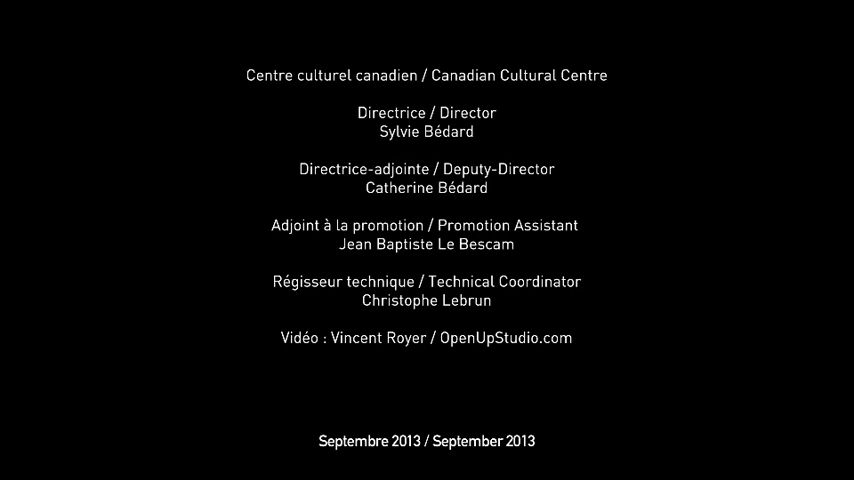 Centre culturel canadien / Canadian Cultural Centre
Directrice / Director
Sylvie Bédard
Directrice-adjointe / Deputy-Director
Catherine Bédard
Adjoint à la promotion / Promotion Assistant
Jean Baptiste Le Bescam
Régisseur technique / Technical Coordinator
Christophe Lebrun
Vidéo : Vincent Royer / OpenUpStudio.com
Septembre 2013 / September 2013